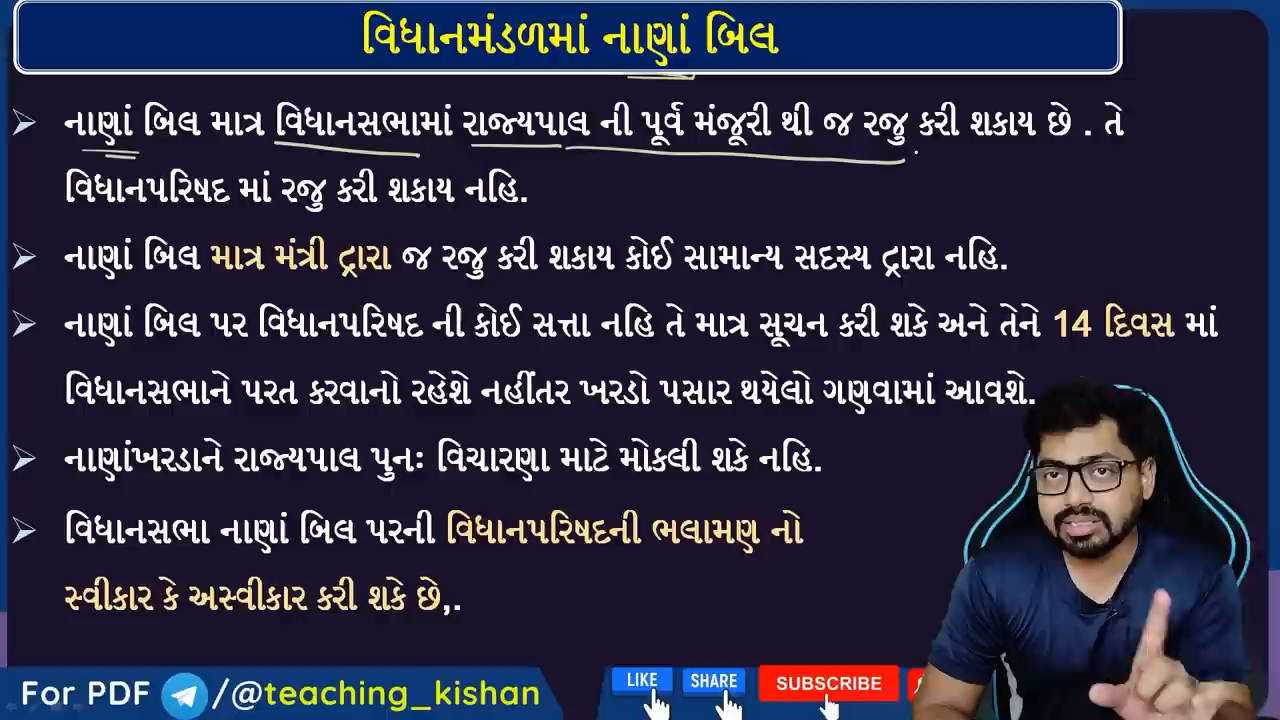 વિધાનમંડળમાં નાણાં બિલ
નાણાં બિલ માત્ર વિધાનસભામાં રાજ્યપાલ ની પૂર્વ મંજૂરી થી જ રજુ કરી શકાય છે . તે
વિધાનપરિષદ માં રજુ કરી શકાય નહિ.
નાણાં બિલ માત્ર મંત્રી દ્રારા જ રજુ કરી શકાય કોઈ સામાન્ય સદસ્ય દ્રારા નહિ.
નાણાં બિલ પર વિધાનપરિષદ ની કોઈ સત્તા નહિ તે માત્ર સૂચન કરી શકે અને તેને 14 દિવસ માં
વિધાનસભાને પરત કરવાનો રહેશે નહીંતર ખરડો પસાર થયેલો ગણવામાં આવશે.
નાણાંખરડાને રાજ્યપાલ પુનઃ વિચારણા માટે મોકલી શકે નહિ.
વિધાનસભા નાણાં બિલ પરની વિધાનપરિષદની ભલામણ નો
સ્વીકાર કે અસ્વીકાર કરી શકે છે,.
For PDF /@teaching_kishan
LIKE SHARE SUBSCRIBE